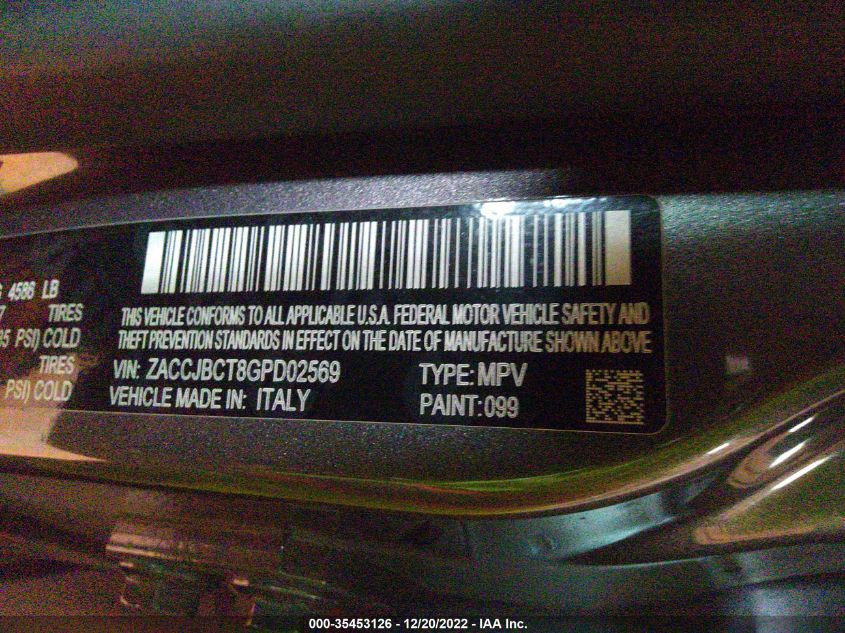 4586 LB
TIRES
PSI) COLD
TIRES
PSI) COLD
THIS VEHICLE CONFORMS TO ALL APPLICABLE U.S.A. FEDERAL MOTOR VEHICLE SAFETY AND
THEFT PREVENTION STANDARDS IN EFFECT ON THE DATE OF MANUFACTURE SHOWN ABOVE
VIN: ZACCJBCT8GPD02569 TYPE: MPV
VEHICLE MADE IN: ITALY PAINT: 099
000-35453126 - 12/20/2022 - IAA Inc.